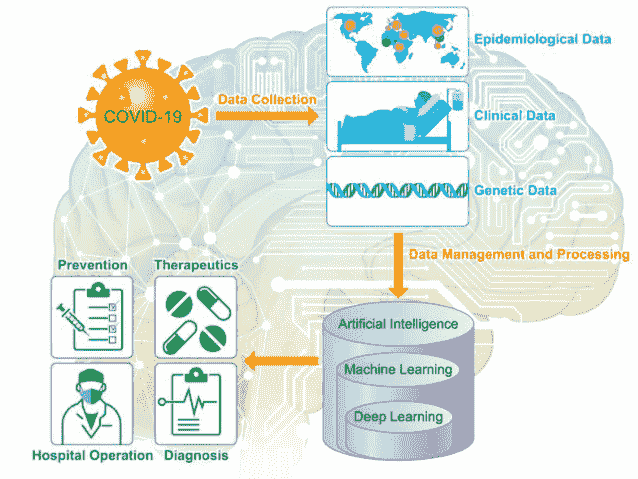 Epidemiological Data
COVID-19
Data Collection
Clinical Data
Genetic Data
Data Management and Processing
Prevention
Therapeutics
Artificial Intelligence
Machine Learning
Deep Learning
Hospital Operation
Diagnosis